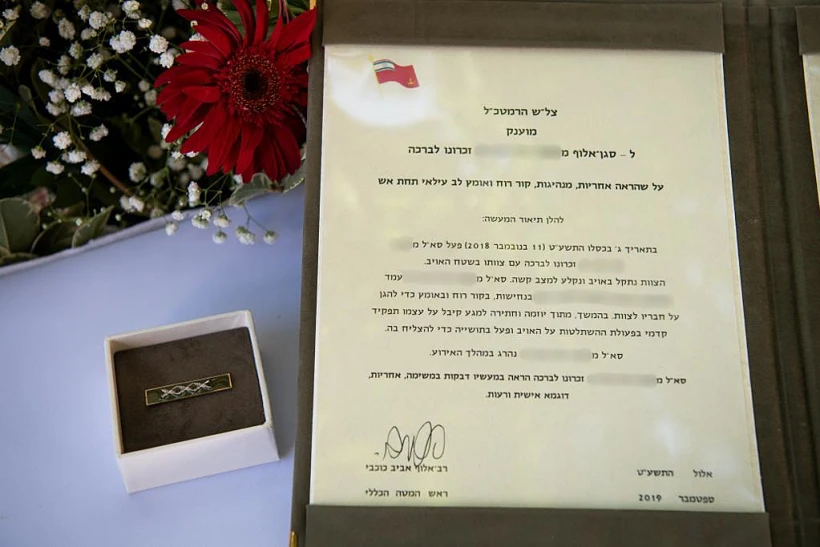 צל״ש הרמטכ״ל
מוענק
ל – סגן־אלוף מ זכרונו לברכה
על שהראה אחריות, מנהיגות, קור רוח ואומץ לב עילאי תחת אש
להלן תיאור המעשה:
בתאריך ג׳ בכסלו התשע״ט (11 בנובמבר 2018) פעל סא״ל מ
זכרונו לברכה עם צוותו בשטח האויב.
הצוות נתקל באויב ונקלע למצב קשה. סא״ל מ עמד
בנחישות, בקור רוח ובאומץ כדי להגן
על חבריו לצוות. בהמשך, מתוך יוזמה וחתירה למגע קיבל על עצמו תפקיד
קדמי בפעולת ההשתלטות על האויב ופעל בתושייה כדי להצליח בה.
סא״ל מ נהרג במהלך האירוע.
סא״ל מ זכרונו לברכה הראה במעשיו דבקות במשימה, אחריות,
דוגמא אישית ורעות.
רב־אלוף אביב כוכבי
ראש המטה הכללי
אלול התשע״ט
ספטמבר 2019